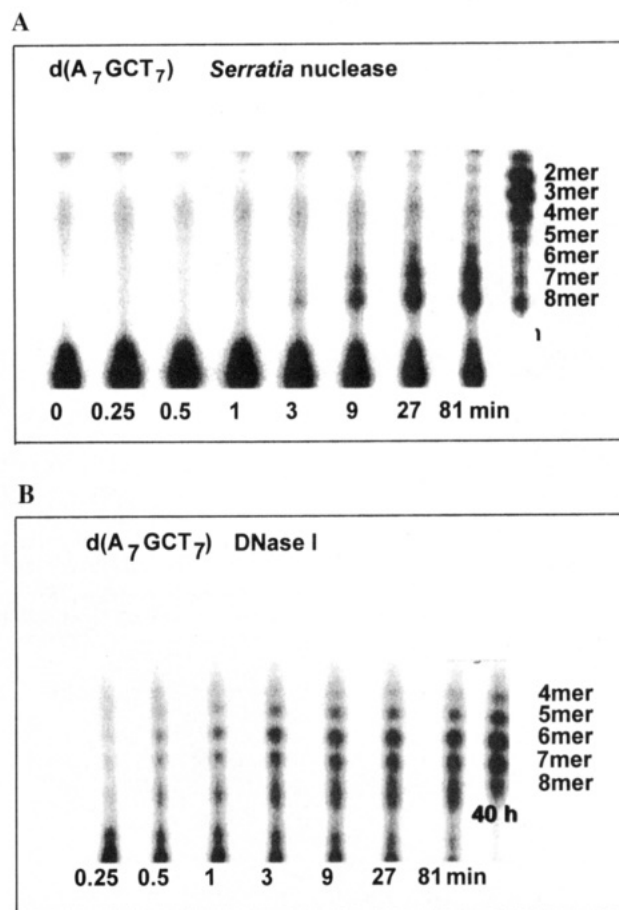 A
d(A₇GCT₇) Serratia nuclease
2mer
3mer
4mer
5mer
6mer
7mer
8mer
0 0.25 0.5 1 3 9 27 81 min
B
d(A₇GCT₇) DNase I
4mer
5mer
6mer
7mer
8mer
40 h
0.25 0.5 1 3 9 27 81 min